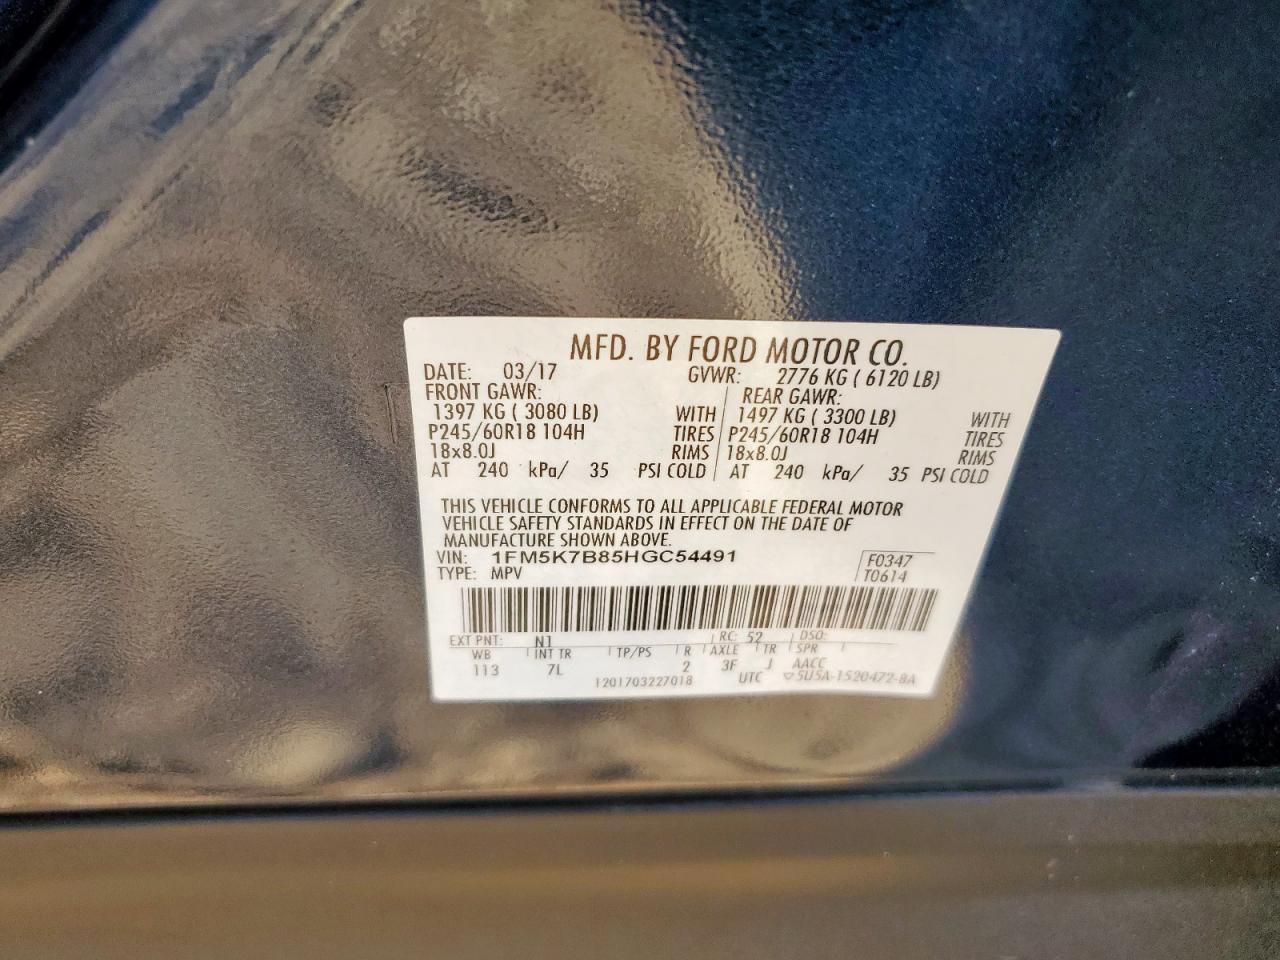 MFD. BY FORD MOTOR CO.
DATE: 03/17 GVWR: 2776 KG ( 6120 LB)
FRONT GAWR: REAR GAWR:
1397 KG ( 3080 LB) WITH 1497 KG ( 3300 LB) WITH
P245/60R18 104H TIRES P245/60R18 104H TIRES
18x8.0J RIMS 18x8.0J RIMS
AT 240 kPa/ 35 PSI COLD AT 240 kPa/ 35 PSI COLD
THIS VEHICLE CONFORMS TO ALL APPLICABLE FEDERAL MOTOR
VEHICLE SAFETY STANDARDS IN EFFECT ON THE DATE OF
MANUFACTURE SHOWN ABOVE.
VIN: 1FM5K7B85HGC54491 F0347
TYPE: MPV T0614
EXT PNT: N1 RC: 52 DSO:
WB INT TR TP/PS R AXLE TR SPR
113 7L 2 3F J AACC
1201703227018 UTC ▽5U5A-1520472-BA